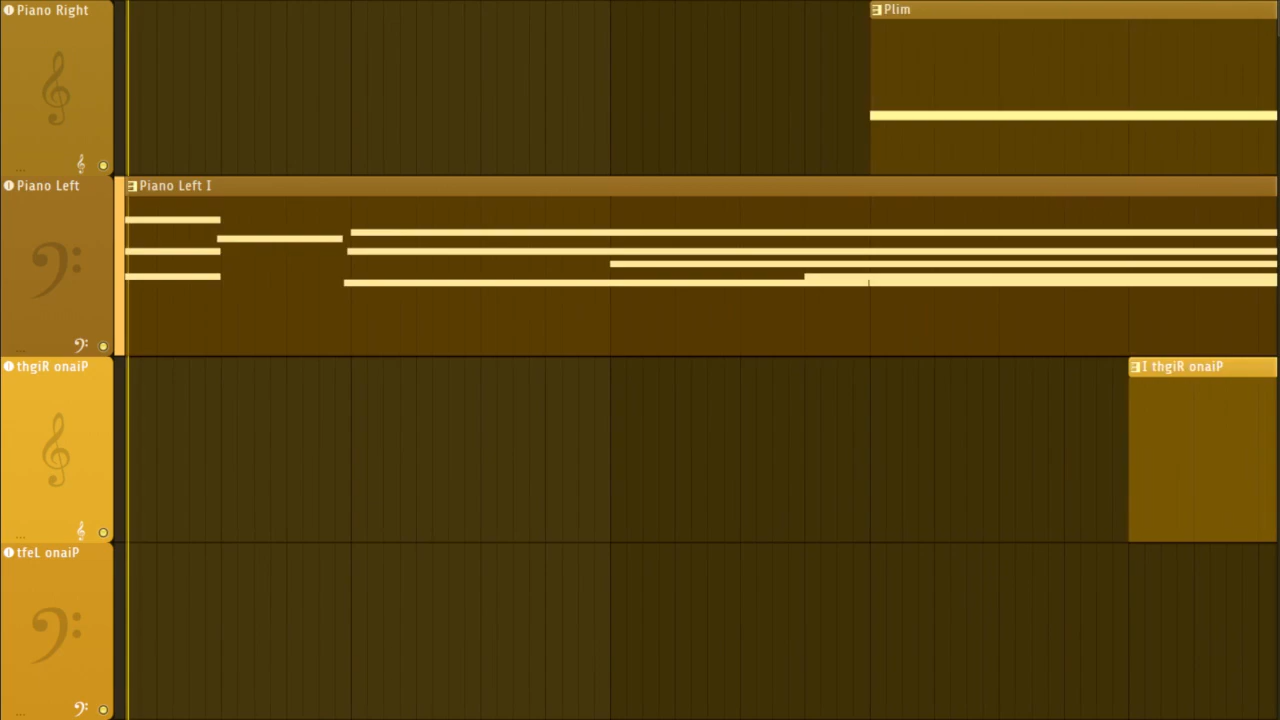 Piano Right
Plim
Piano Left
Piano Left I
thgiR onaiP
I thgiR onaiP
tfeL onaiP